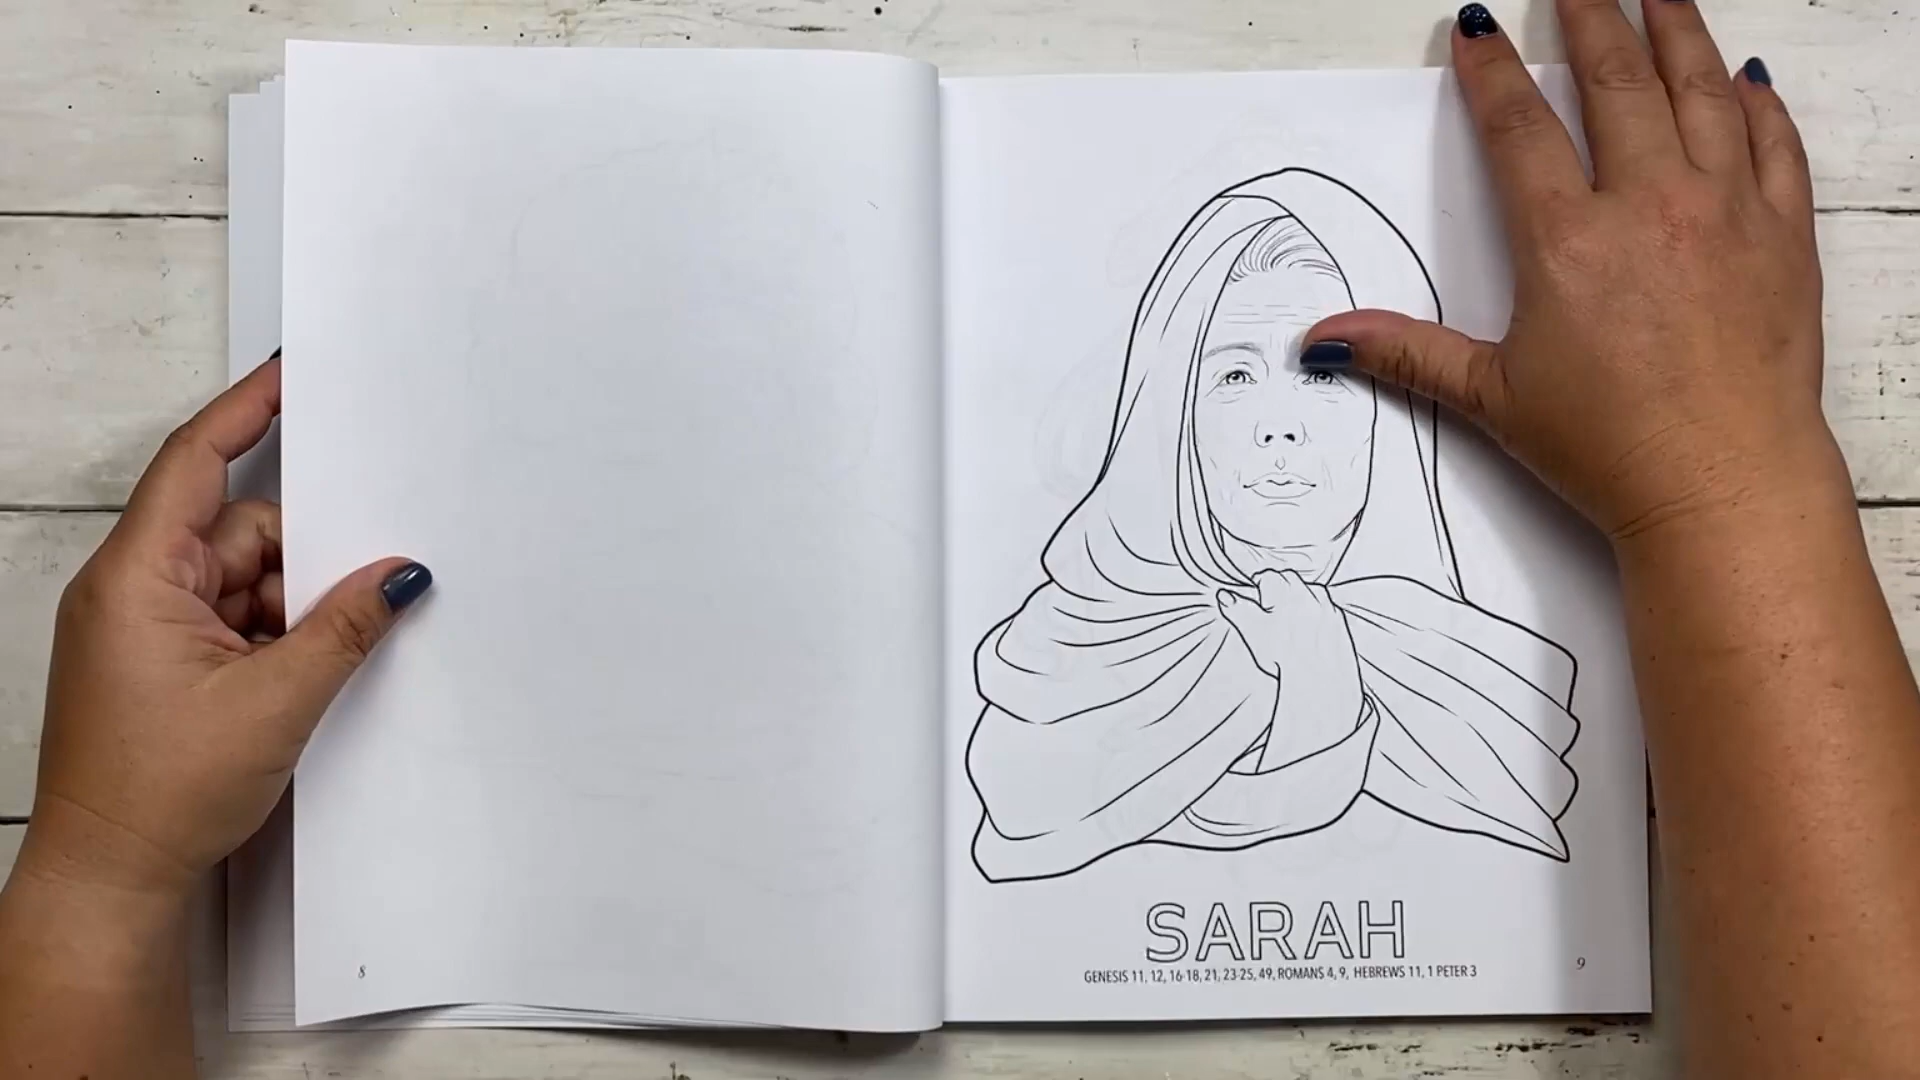 8
SARAH
GENESIS 11, 12, 16-18, 21, 23-25, 49, ROMANS 4, 9, HEBREWS 11, 1 PETER 3
9